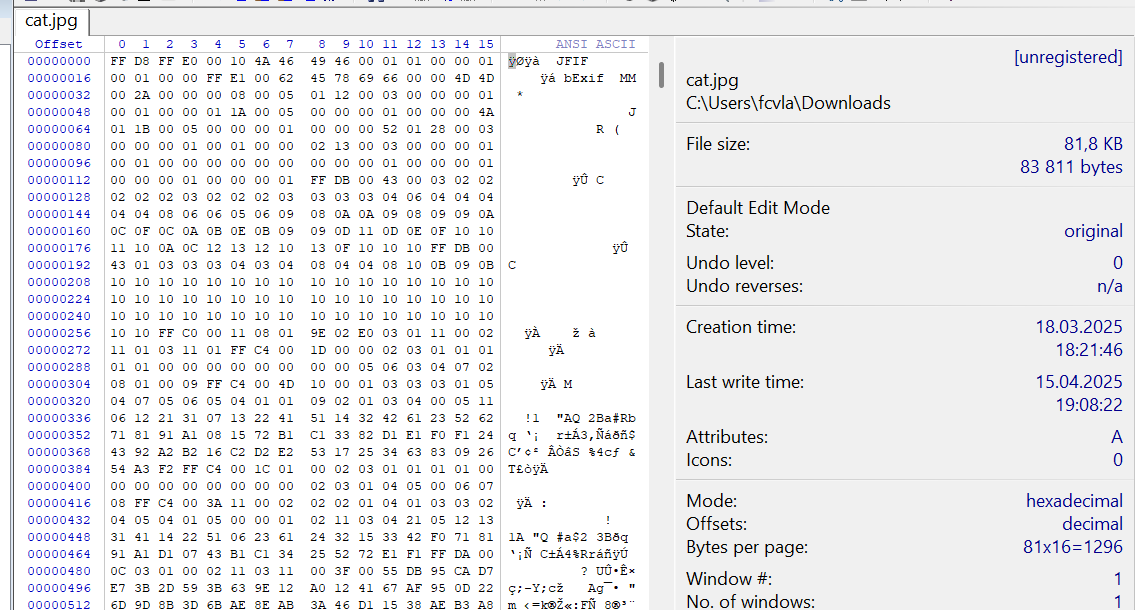 cat.jpg
Offset 0 1 2 3 4 5 6 7 8 9 10 11 12 13 14 15 ANSI ASCII
00000000 FF D8 FF E0 00 10 4A 46 49 46 00 01 01 00 00 01 ÿØÿà JFIF
00000016 00 01 00 00 FF E1 00 62 45 78 69 66 00 00 4D 4D ÿá bExif MM
00000032 00 2A 00 00 00 08 00 05 01 12 00 03 00 00 00 01 *
00000048 00 01 00 00 01 1A 00 05 00 00 00 01 00 00 00 4A J
00000064 01 1B 00 05 00 00 00 01 00 00 00 52 01 28 00 03 R (
00000080 00 00 00 01 00 01 00 00 02 13 00 03 00 00 00 01
00000096 00 01 00 00 00 00 00 00 00 00 00 01 00 00 00 01
00000112 00 00 00 01 00 00 00 01 FF DB 00 43 00 03 02 02 ÿÛ C
00000128 02 02 02 03 02 02 02 03 03 03 03 04 06 04 04 04
00000144 04 04 08 06 06 05 06 09 08 0A 0A 09 08 09 09 0A
00000160 0C 0F 0C 0A 0B 0E 0B 09 09 0D 11 0D 0E 0F 10 10
00000176 11 10 0A 0C 12 13 12 10 13 0F 10 10 10 FF DB 00 ÿÛ
00000192 43 01 03 03 03 04 03 04 08 04 04 08 10 0B 09 0B C
00000208 10 10 10 10 10 10 10 10 10 10 10 10 10 10 10 10
00000224 10 10 10 10 10 10 10 10 10 10 10 10 10 10 10 10
00000240 10 10 10 10 10 10 10 10 10 10 10 10 10 10 10 10
00000256 10 10 FF C0 00 11 08 01 9E 02 E0 03 01 11 00 02 ÿÀ ž à
00000272 11 01 03 11 01 FF C4 00 1D 00 00 02 03 01 01 01 ÿÄ
00000288 01 01 00 00 00 00 00 00 00 00 05 06 03 04 07 02
00000304 08 01 00 09 FF C4 00 4D 10 00 01 03 03 03 01 05 ÿÄ M
00000320 04 07 05 06 05 04 01 01 09 02 01 03 04 00 05 11
00000336 06 12 21 31 07 13 22 41 51 14 32 42 61 23 52 62 !1 "AQ 2Ba#Rb
00000352 71 81 91 A1 08 15 72 B1 C1 33 82 D1 E1 F0 F1 24 q ‘¡ r±Á3‚Ñáðñ$
00000368 43 92 A2 B2 16 C2 D2 E2 53 17 25 34 63 83 09 26 C’¢² ÂÒâS %4cƒ &
00000384 54 A3 F2 FF C4 00 1C 01 00 02 03 01 01 01 01 00 T£òÿÄ
00000400 00 00 00 00 00 00 00 00 02 03 01 04 05 00 06 07
00000416 08 FF C4 00 3A 11 00 02 02 02 01 04 01 03 03 02 ÿÄ :
00000432 04 05 04 01 05 00 00 01 02 11 03 04 21 05 12 13 !
00000448 31 41 14 22 51 06 23 61 24 32 15 33 42 F0 71 81 1A "Q #a$2 3Bðq
00000464 91 A1 D1 07 43 B1 C1 34 25 52 72 E1 F1 FF DA 00 ‘¡Ñ C±Á4%RráñÿÚ
00000480 0C 03 01 00 02 11 03 11 00 3F 00 55 DB 95 CA D7 ? UÛ•Ê×
00000496 E7 3B 2D 59 3B 63 9E 12 A0 12 41 67 AF 95 0D 22 ç;-Y;cž Ag¯• "
00000512 6D 9D 8B 3D 6B AE 8E AB 3A 46 D1 15 38 AE B3 A8 m ‹=k®Ž«:FÑ 8®³¨
[unregistered]
cat.jpg
C:\Users\fcvla\Downloads
File size: 81,8 KB
83 811 bytes
Default Edit Mode
State: original
Undo level: 0
Undo reverses: n/a
Creation time: 18.03.2025
18:21:46
Last write time: 15.04.2025
19:08:22
Attributes: A
Icons: 0
Mode: hexadecimal
Offsets: decimal
Bytes per page: 81x16=1296
Window #: 1
No. of windows: 1